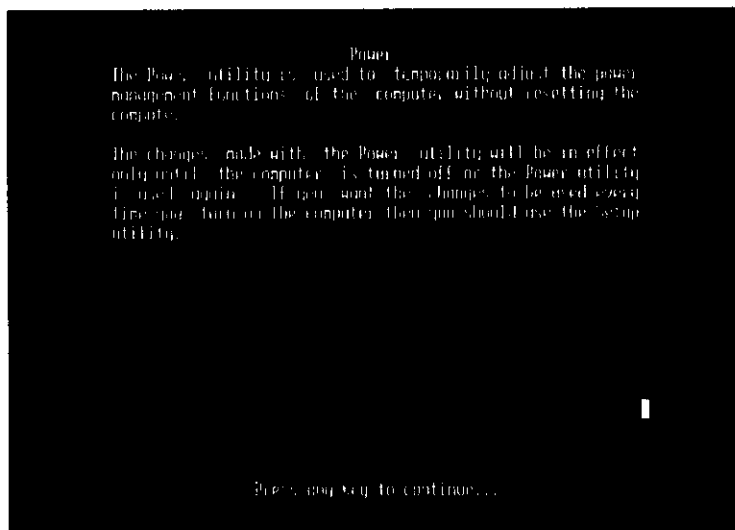 Power
The Power utility is used to temporarily adjust the power
management functions of the computer without resetting the
computer.
The changes made with the Power utility will be in effect
only until the computer is turned off or the Power utility
is used again. If you want the changes to be used every
time you turn on the computer then you should use the Setup
utility.
Press any key to continue...